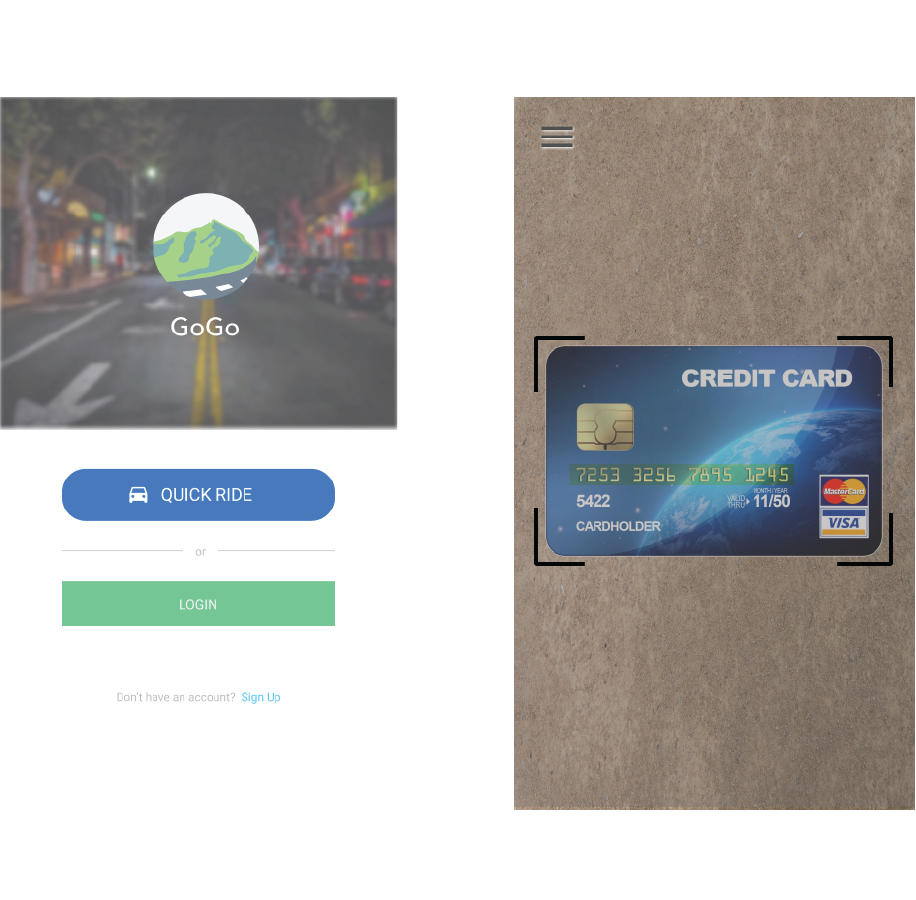 GoGo
QUICK RIDE
or
LOGIN
Don't have an account? Sign Up
CREDIT CARD
7253 3256 7895 1245
5422
MONTH/YEAR
VALID THRU 11/50
CARDHOLDER
MasterCard
VISA